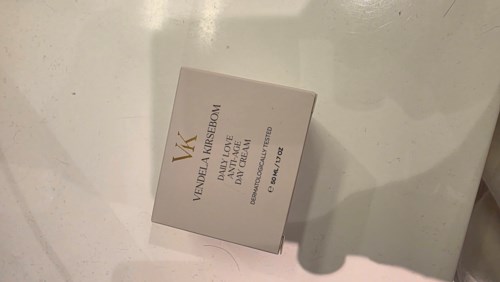 VK
VENDELA KIRSEBOM
DAILY LOVE
ANTI-AGE
DAY CREAM
DERMATOLOGICALLY TESTED
℮ 50 ML / 1.7 OZ